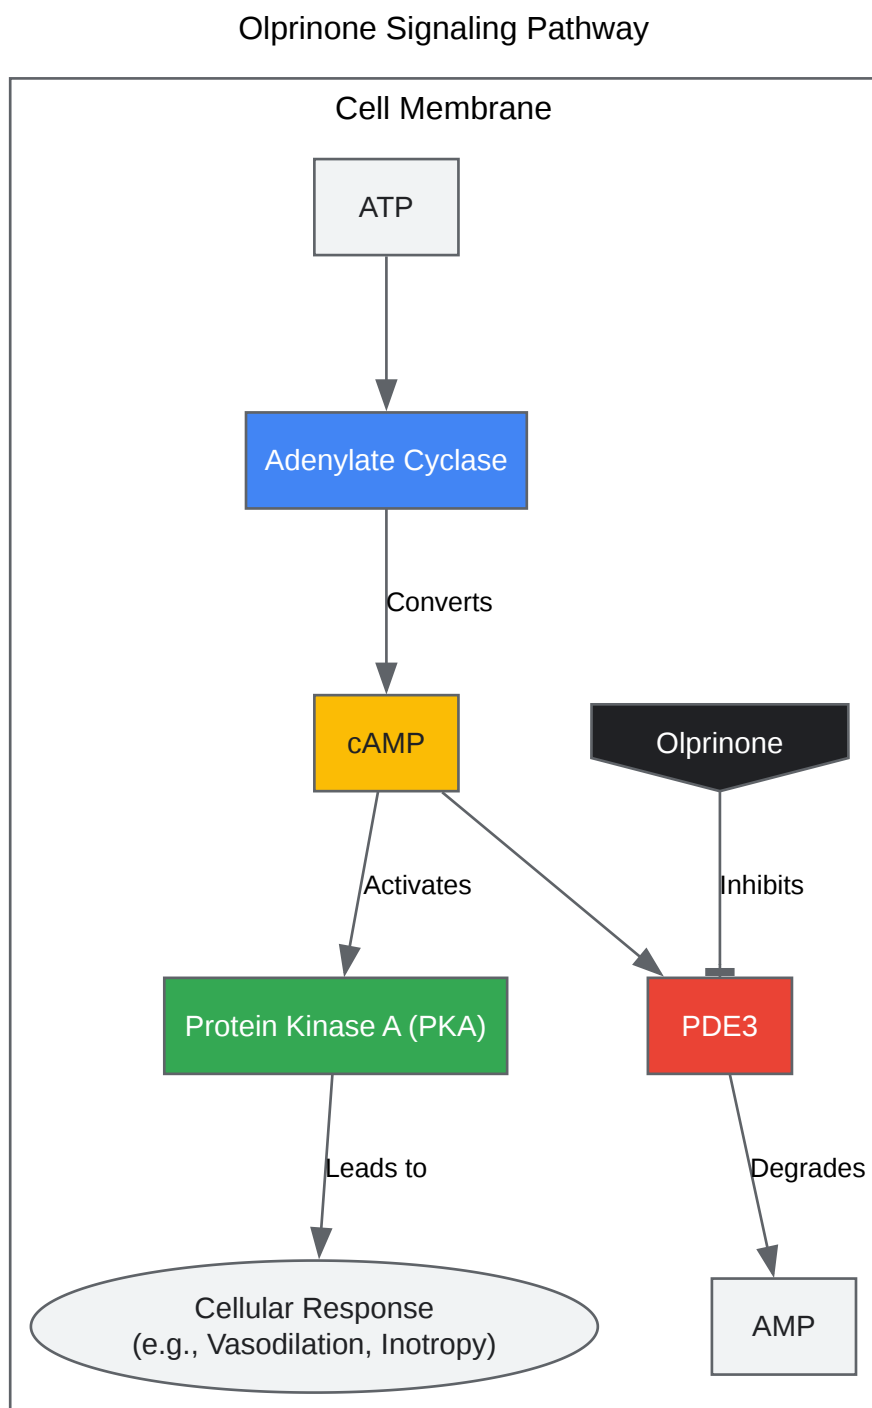 Olprinone Signaling Pathway
Cell Membrane
ATP
Adenylate Cyclase
Converts
cAMP
Olprinone
Activates
Inhibits
Protein Kinase A (PKA)
PDE3
Leads to
Degrades
Cellular Response
(e.g., Vasodilation, Inotropy)
AMP